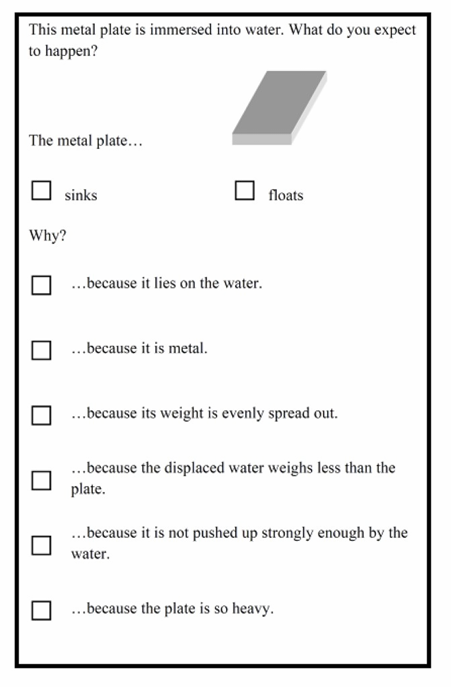 This metal plate is immersed into water. What do you expect
to happen?
The metal plate…
sinks
floats
Why?
…because it lies on the water.
…because it is metal.
…because its weight is evenly spread out.
…because the displaced water weighs less than the
plate.
…because it is not pushed up strongly enough by the
water.
…because the plate is so heavy.